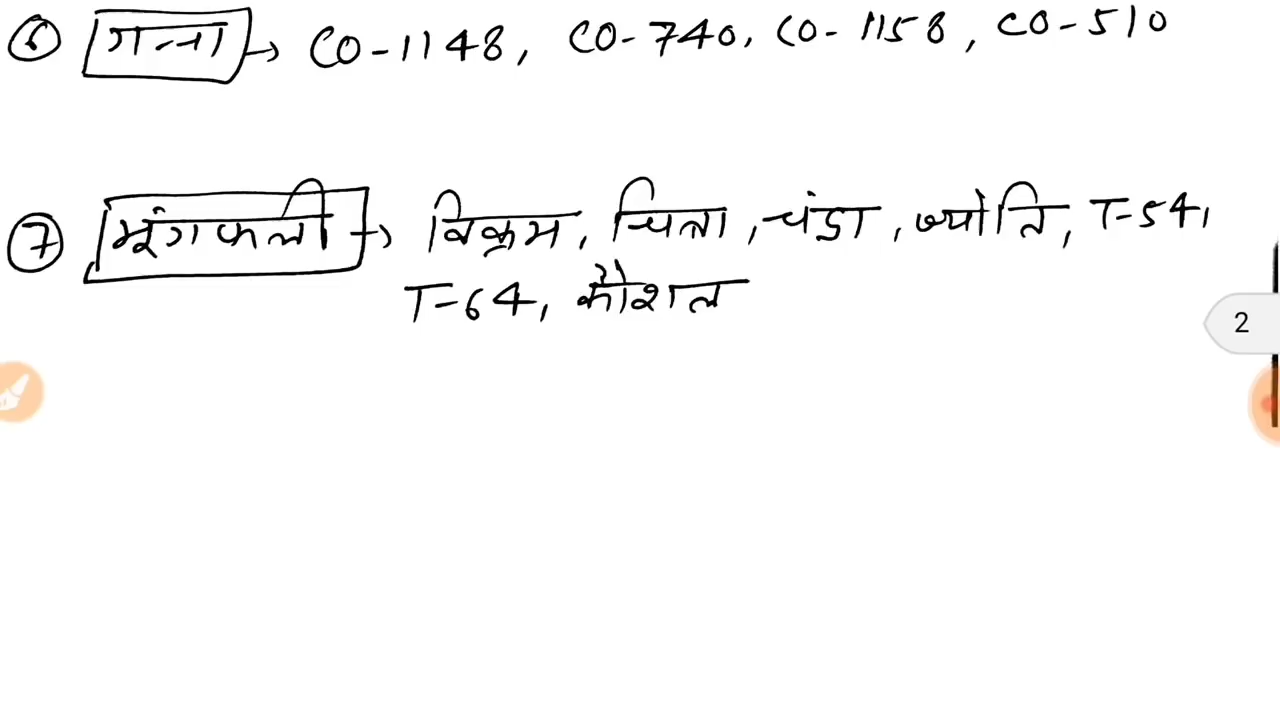 ⑥ गन्ना → CO-1148, CO-740, CO-1158, CO-510
⑦ मूंगफली → विक्रम, चित्रा, चंद्रा, ज्योति, T-54,
T-64, कौशल
2